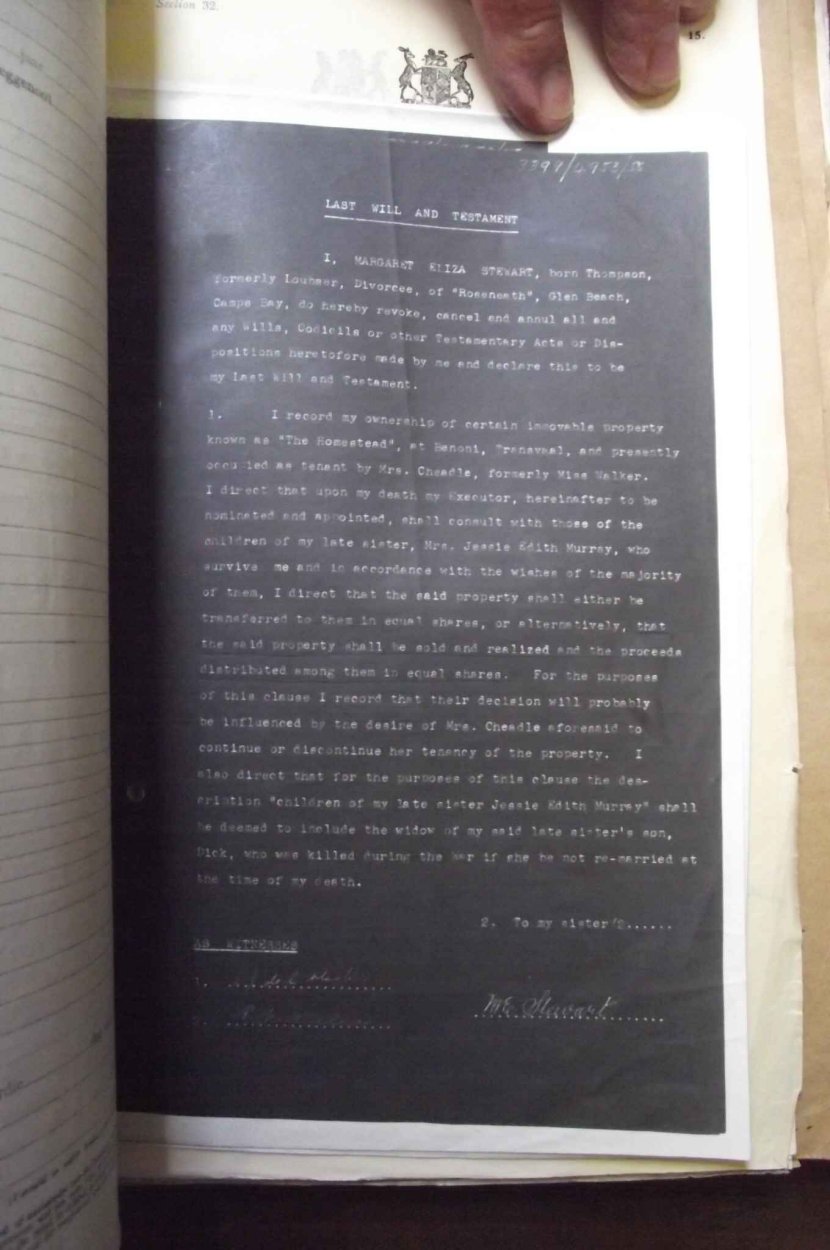 Section 32.
15.
3399/4953/58
LAST WILL AND TESTAMENT
I, MARGARET ELIZA STEWART, born Thompson,
formerly Loubser, Divorcee, of "Roseneath", Glen Beach,
Camps Bay, do hereby revoke, cancel and annul all and
any Wills, Codicils or other Testamentary Acts or Dis-
positions heretofore made by me and declare this to be
my Last Will and Testament.
1. I record my ownership of certain immovable property
known as "The Homestead", at Benoni, Transvaal, and presently
occupied as tenant by Mrs. Cheadle, formerly Miss Walker.
I direct that upon my death my Executor, hereinafter to be
nominated and appointed, shall consult with those of the
children of my late sister, Mrs. Jessie Edith Murray, who
survive me and in accordance with the wishes of the majority
of them, I direct that the said property shall either be
transferred to them in equal shares, or alternatively, that
the said property shall be sold and realized and the proceeds
distributed among them in equal shares. For the purposes
of this clause I record that their decision will probably
be influenced by the desire of Mrs. Cheadle aforesaid to
continue or discontinue her tenancy of the property. I
also direct that for the purposes of this clause the des-
cription "children of my late sister Jessie Edith Murray" shall
be deemed to include the widow of my said late sister's son,
Dick, who was killed during the war if she be not re-married at
the time of my death.
2. To my sister/2......
AS WITNESSES
1.
ME Stewart